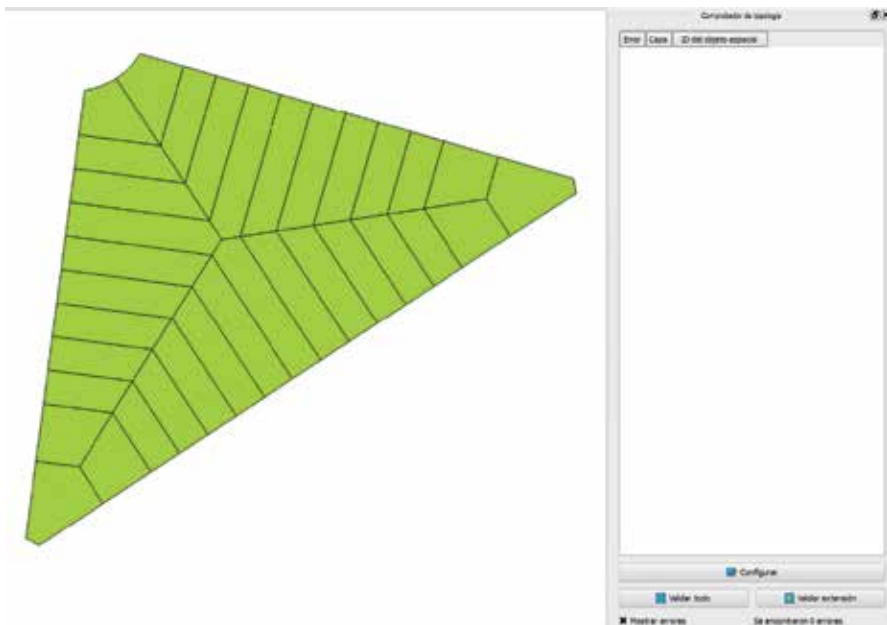 Comprobador de topología
Error Capa ID del objeto espacial
Configurar
Validar todo Validar extensión
Mostrar errores Se encontraron 0 errores